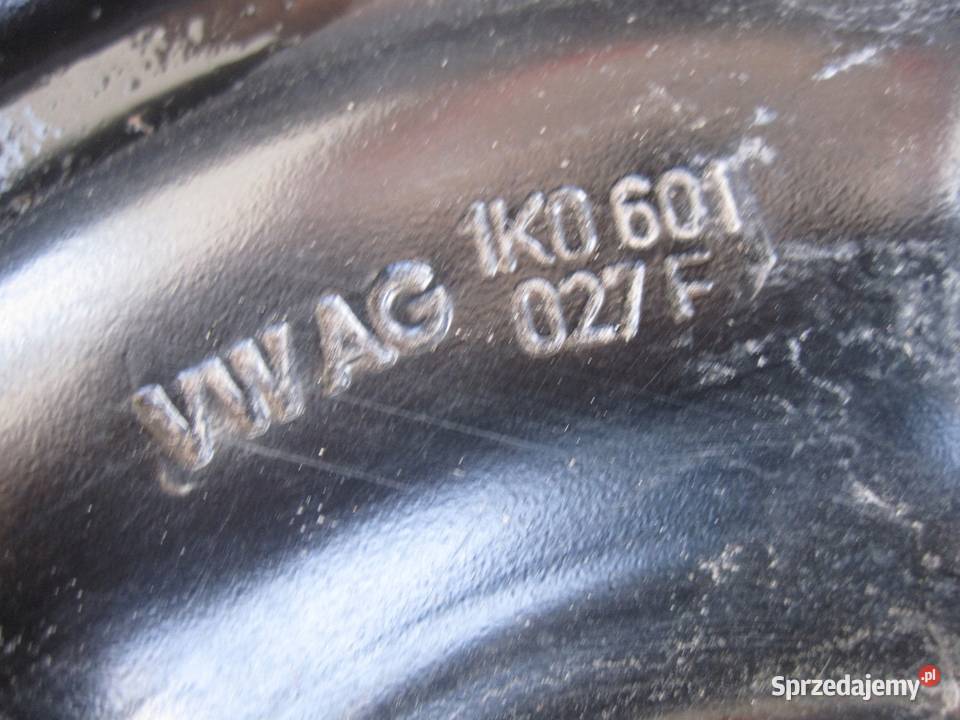 VW AG 1K0 601
027 F
Sprzedajemy.pl